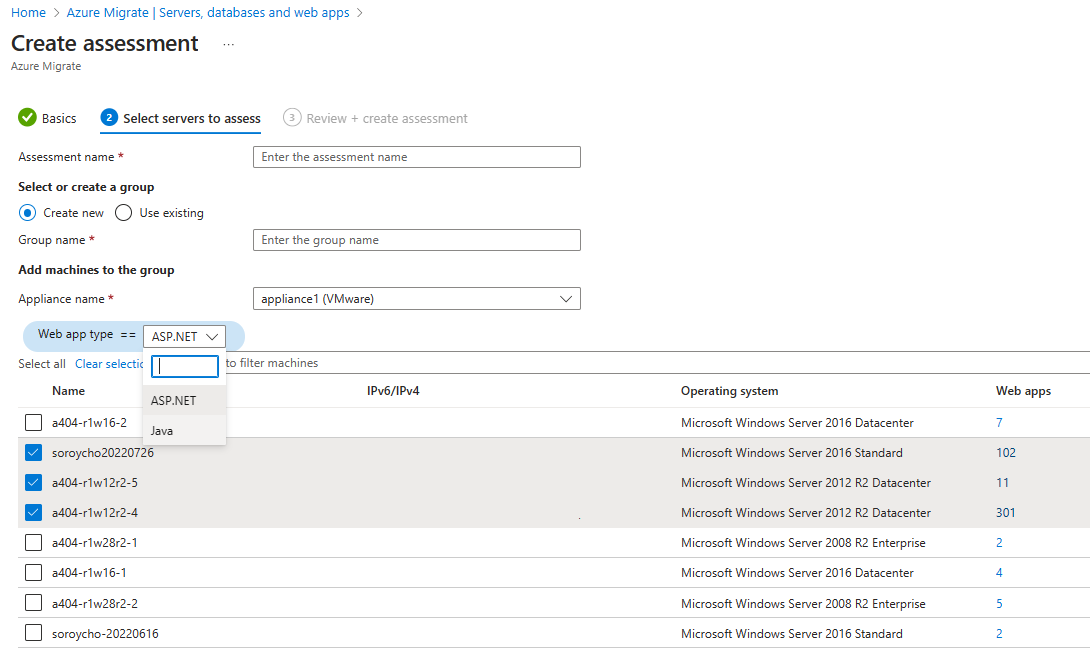 Home > Azure Migrate | Servers, databases and web apps >
Create assessment ...
Azure Migrate
Basics 2 Select servers to assess 3 Review + create assessment
Assessment name * Enter the assessment name
Select or create a group
Create new Use existing
Group name * Enter the group name
Add machines to the group
Appliance name * appliance1 (VMware)
Web app type == ASP.NET
Select all Clear selectio to filter machines
ASP.NET
Java
Name IPv6/IPv4 Operating system Web apps
a404-r1w16-2 Microsoft Windows Server 2016 Datacenter 7
soroycho20220726 Microsoft Windows Server 2016 Standard 102
a404-r1w12r2-5 Microsoft Windows Server 2012 R2 Datacenter 11
a404-r1w12r2-4 Microsoft Windows Server 2012 R2 Datacenter 301
a404-r1w28r2-1 Microsoft Windows Server 2008 R2 Enterprise 2
a404-r1w16-1 Microsoft Windows Server 2016 Datacenter 4
a404-r1w28r2-2 Microsoft Windows Server 2008 R2 Enterprise 5
soroycho-20220616 Microsoft Windows Server 2016 Standard 2